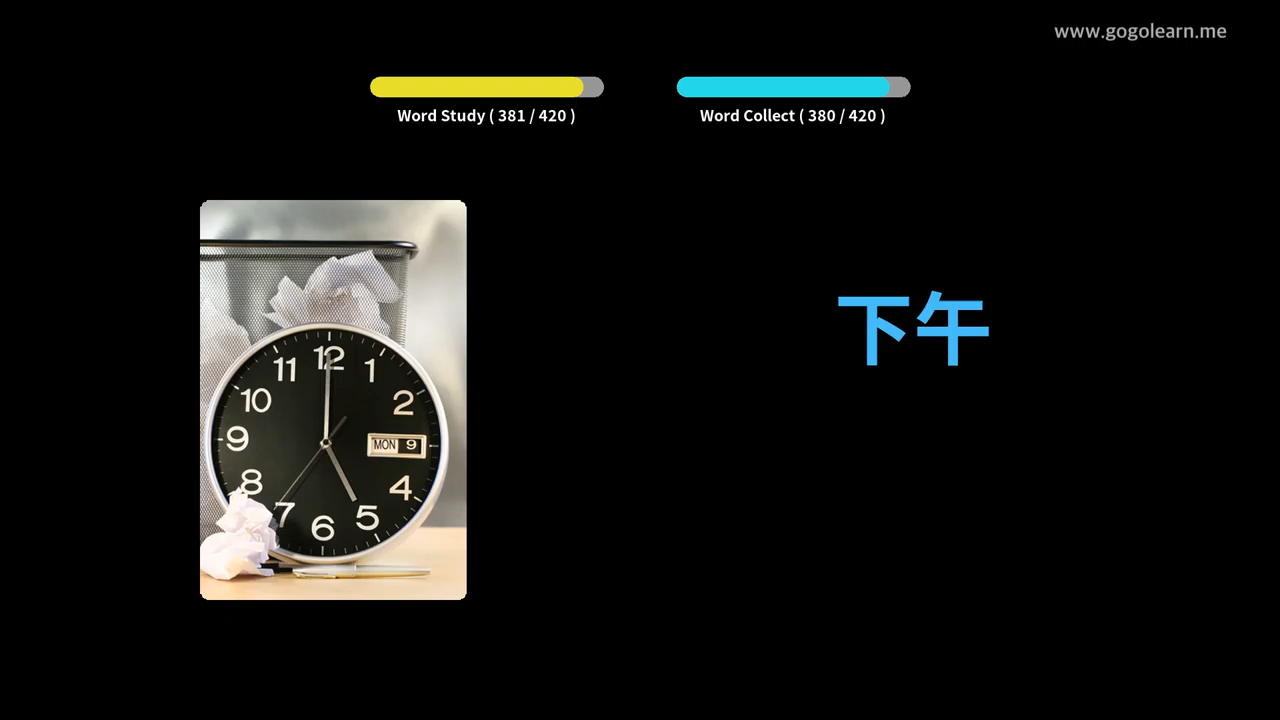 www.gogolearn.me
Word Study ( 381 / 420 )
Word Collect ( 380 / 420 )
下午
12
1
2
3
4
5
6
7
8
9
10
11
MON 9